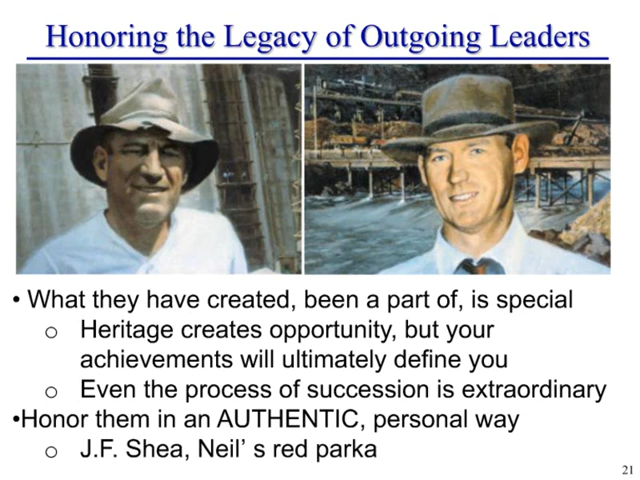 Honoring the Legacy of Outgoing Leaders
• What they have created, been a part of, is special
o Heritage creates opportunity, but your
achievements will ultimately define you
o Even the process of succession is extraordinary
•Honor them in an AUTHENTIC, personal way
o J.F. Shea, Neil’ s red parka
21